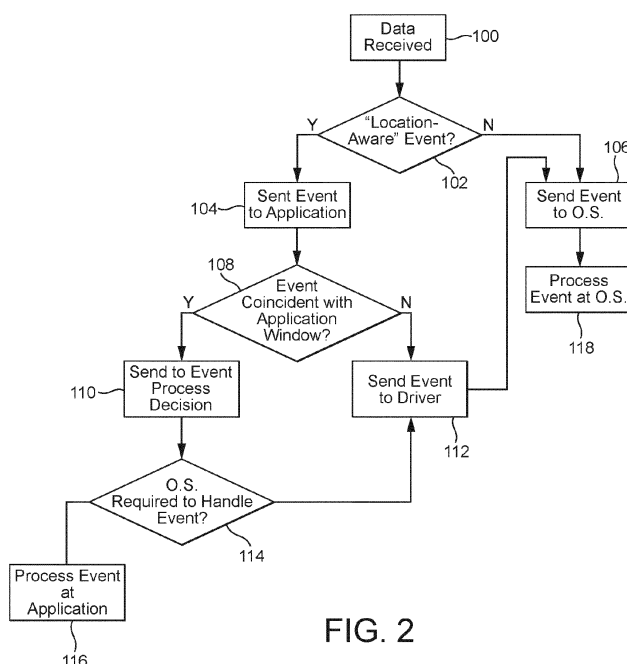 Data
Received
100
"Location-
Aware" Event?
Y
N
102
106
104
Sent Event
to Application
Send Event
to O.S.
108
Event
Coincident with
Application
Window?
Y
N
Process
Event at O.S.
118
110
Send to Event
Process
Decision
Send Event
to Driver
112
O.S.
Required to Handle
Event?
114
Process Event
at
Application
116
FIG. 2